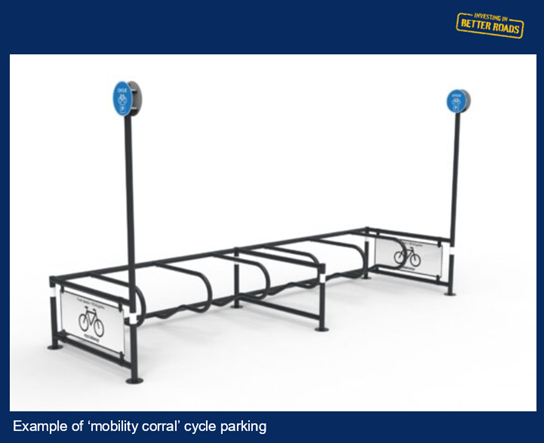 INVESTING IN
BETTER ROADS
Example of ‘mobility corral’ cycle parking